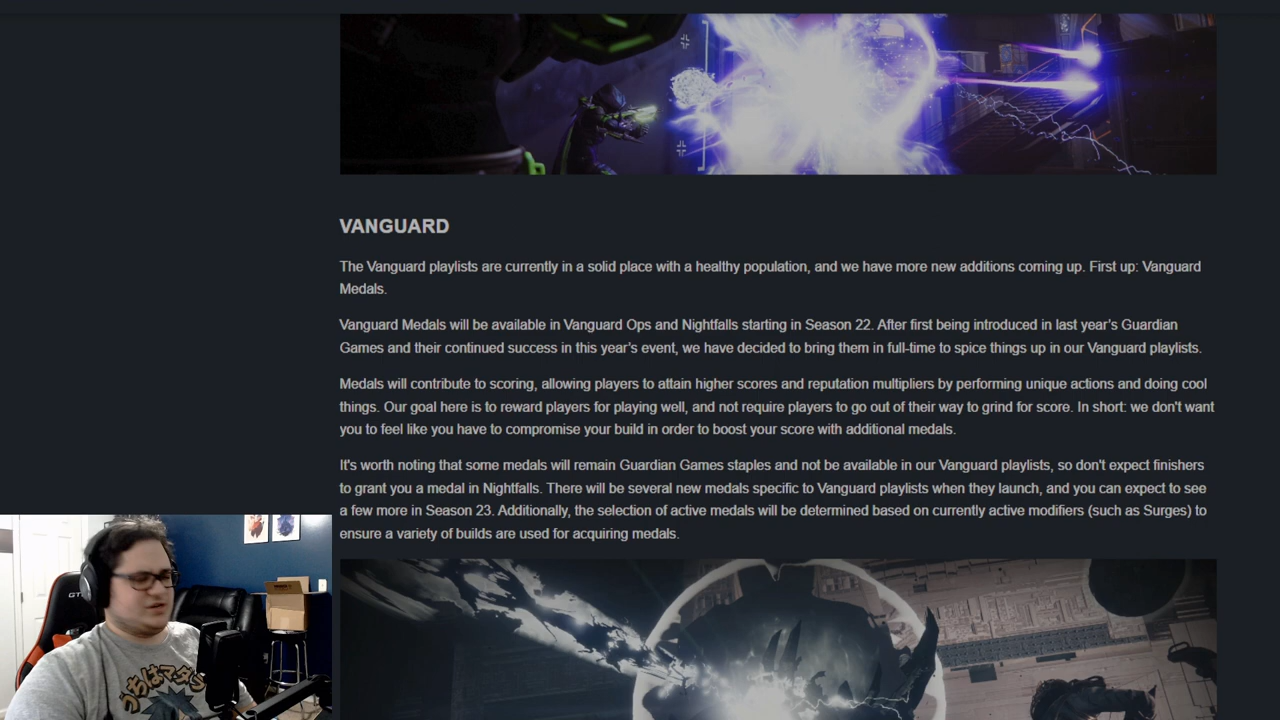 VANGUARD
The Vanguard playlists are currently in a solid place with a healthy population, and we have more new additions coming up. First up: Vanguard
Medals.
Vanguard Medals will be available in Vanguard Ops and Nightfalls starting in Season 22. After first being introduced in last year's Guardian
Games and their continued success in this year's event, we have decided to bring them in full-time to spice things up in our Vanguard playlists.
Medals will contribute to scoring, allowing players to attain higher scores and reputation multipliers by performing unique actions and doing cool
things. Our goal here is to reward players for playing well, and not require players to go out of their way to grind for score. In short: we don't want
you to feel like you have to compromise your build in order to boost your score with additional medals.
It's worth noting that some medals will remain Guardian Games staples and not be available in our Vanguard playlists, so don't expect finishers
to grant you a medal in Nightfalls. There will be several new medals specific to Vanguard playlists when they launch, and you can expect to see
a few more in Season 23. Additionally, the selection of active medals will be determined based on currently active modifiers (such as Surges) to
ensure a variety of builds are used for acquiring medals.
GT
うちはマダラ